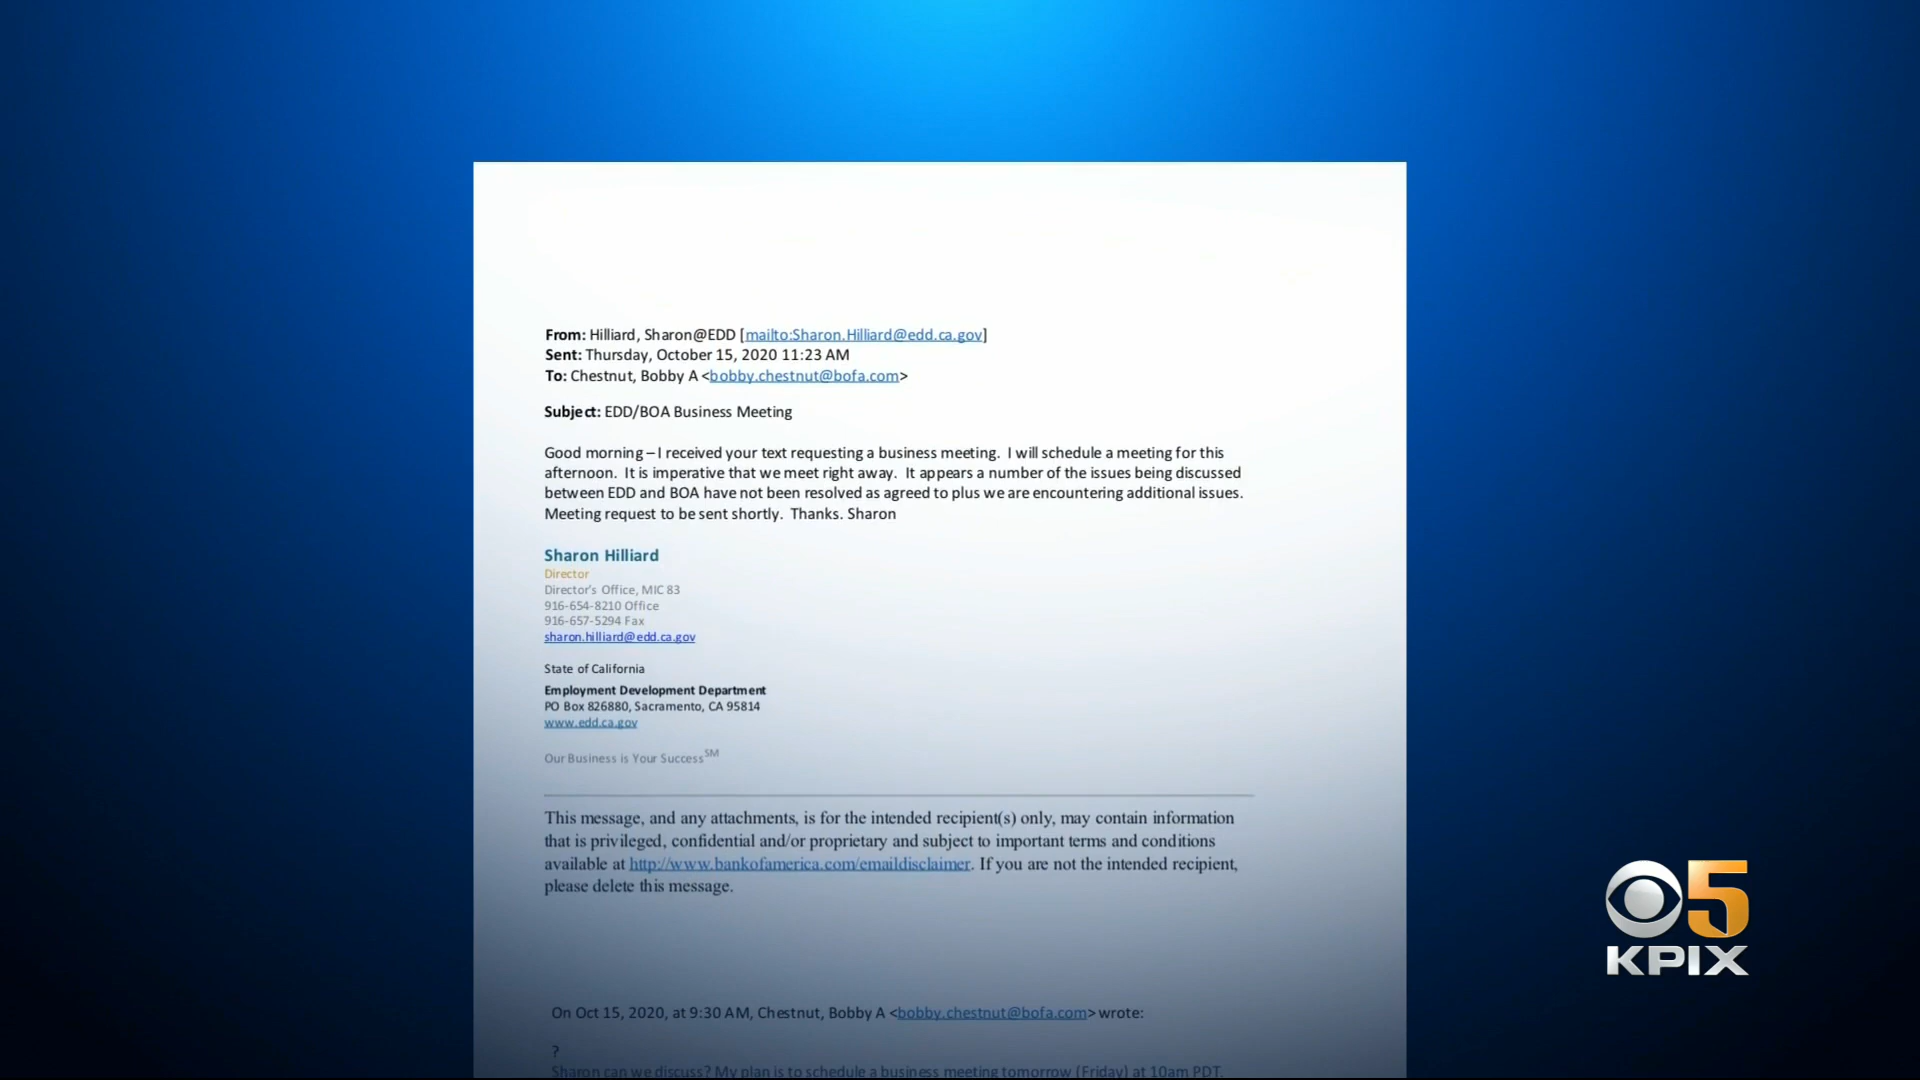 From: Hilliard, Sharon@EDD [mailto:Sharon.Hilliard@edd.ca.gov]
Sent: Thursday, October 15, 2020 11:23 AM
To: Chestnut, Bobby A <bobby.chestnut@bofa.com>
Subject: EDD/BOA Business Meeting
Good morning – I received your text requesting a business meeting. I will schedule a meeting for this
afternoon. It is imperative that we meet right away. It appears a number of the issues being discussed
between EDD and BOA have not been resolved as agreed to plus we are encountering additional issues.
Meeting request to be sent shortly. Thanks. Sharon
Sharon Hilliard
Director
Director's Office, MIC 83
916-654-8210 Office
916-657-5294 Fax
sharon.hilliard@edd.ca.gov
State of California
Employment Development Department
PO Box 826880, Sacramento, CA 95814
www.edd.ca.gov
Our Business is Your Success SM
This message, and any attachments, is for the intended recipient(s) only, may contain information
that is privileged, confidential and/or proprietary and subject to important terms and conditions
available at http://www.bankofamerica.com/emaildisclaimer. If you are not the intended recipient,
please delete this message.
On Oct 15, 2020, at 9:30 AM, Chestnut, Bobby A <bobby.chestnut@bofa.com> wrote:
?
Sharon can we discuss? My plan is to schedule a business meeting tomorrow (Friday) at 10am PDT.
5
KPIX